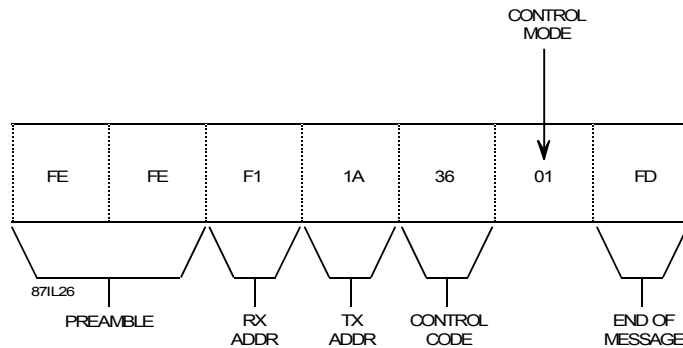 CONTROL
MODE
FE FE F1 1A 36 01 FD
87IL26
PREAMBLE
RX
ADDR
TX
ADDR
CONTROL
CODE
END OF
MESSAGE